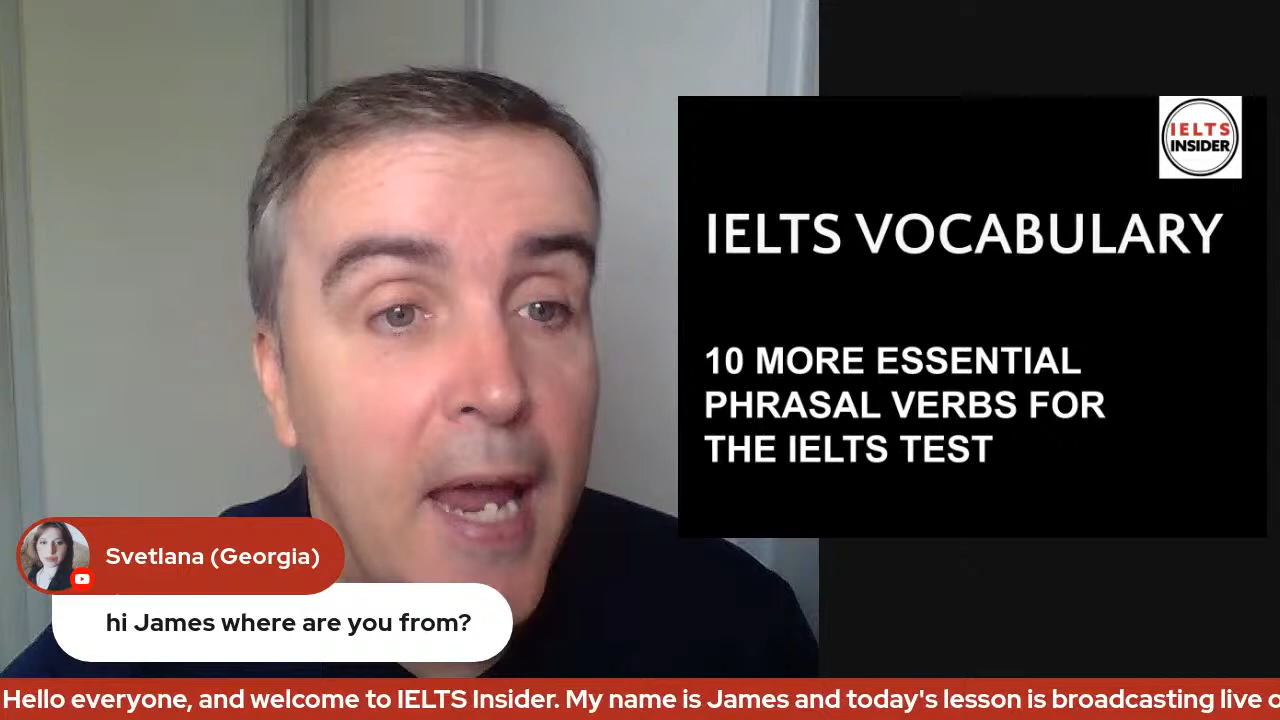 IELTS
INSIDER
IELTS VOCABULARY
10 MORE ESSENTIAL
PHRASAL VERBS FOR
THE IELTS TEST
Svetlana (Georgia)
hi James where are you from?
Hello everyone, and welcome to IELTS Insider. My name is James and today's lesson is broadcasting live